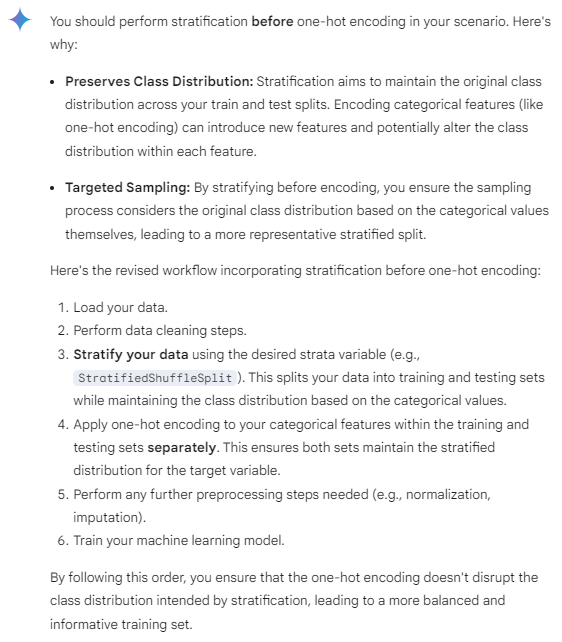 You should perform stratification before one-hot encoding in your scenario. Here's
why:
• Preserves Class Distribution: Stratification aims to maintain the original class
distribution across your train and test splits. Encoding categorical features (like
one-hot encoding) can introduce new features and potentially alter the class
distribution within each feature.
• Targeted Sampling: By stratifying before encoding, you ensure the sampling
process considers the original class distribution based on the categorical values
themselves, leading to a more representative stratified split.
Here's the revised workflow incorporating stratification before one-hot encoding:
1. Load your data.
2. Perform data cleaning steps.
3. Stratify your data using the desired strata variable (e.g.,
StratifiedShuffleSplit). This splits your data into training and testing sets
while maintaining the class distribution based on the categorical values.
4. Apply one-hot encoding to your categorical features within the training and
testing sets separately. This ensures both sets maintain the stratified
distribution for the target variable.
5. Perform any further preprocessing steps needed (e.g., normalization,
imputation).
6. Train your machine learning model.
By following this order, you ensure that the one-hot encoding doesn't disrupt the
class distribution intended by stratification, leading to a more balanced and
informative training set.